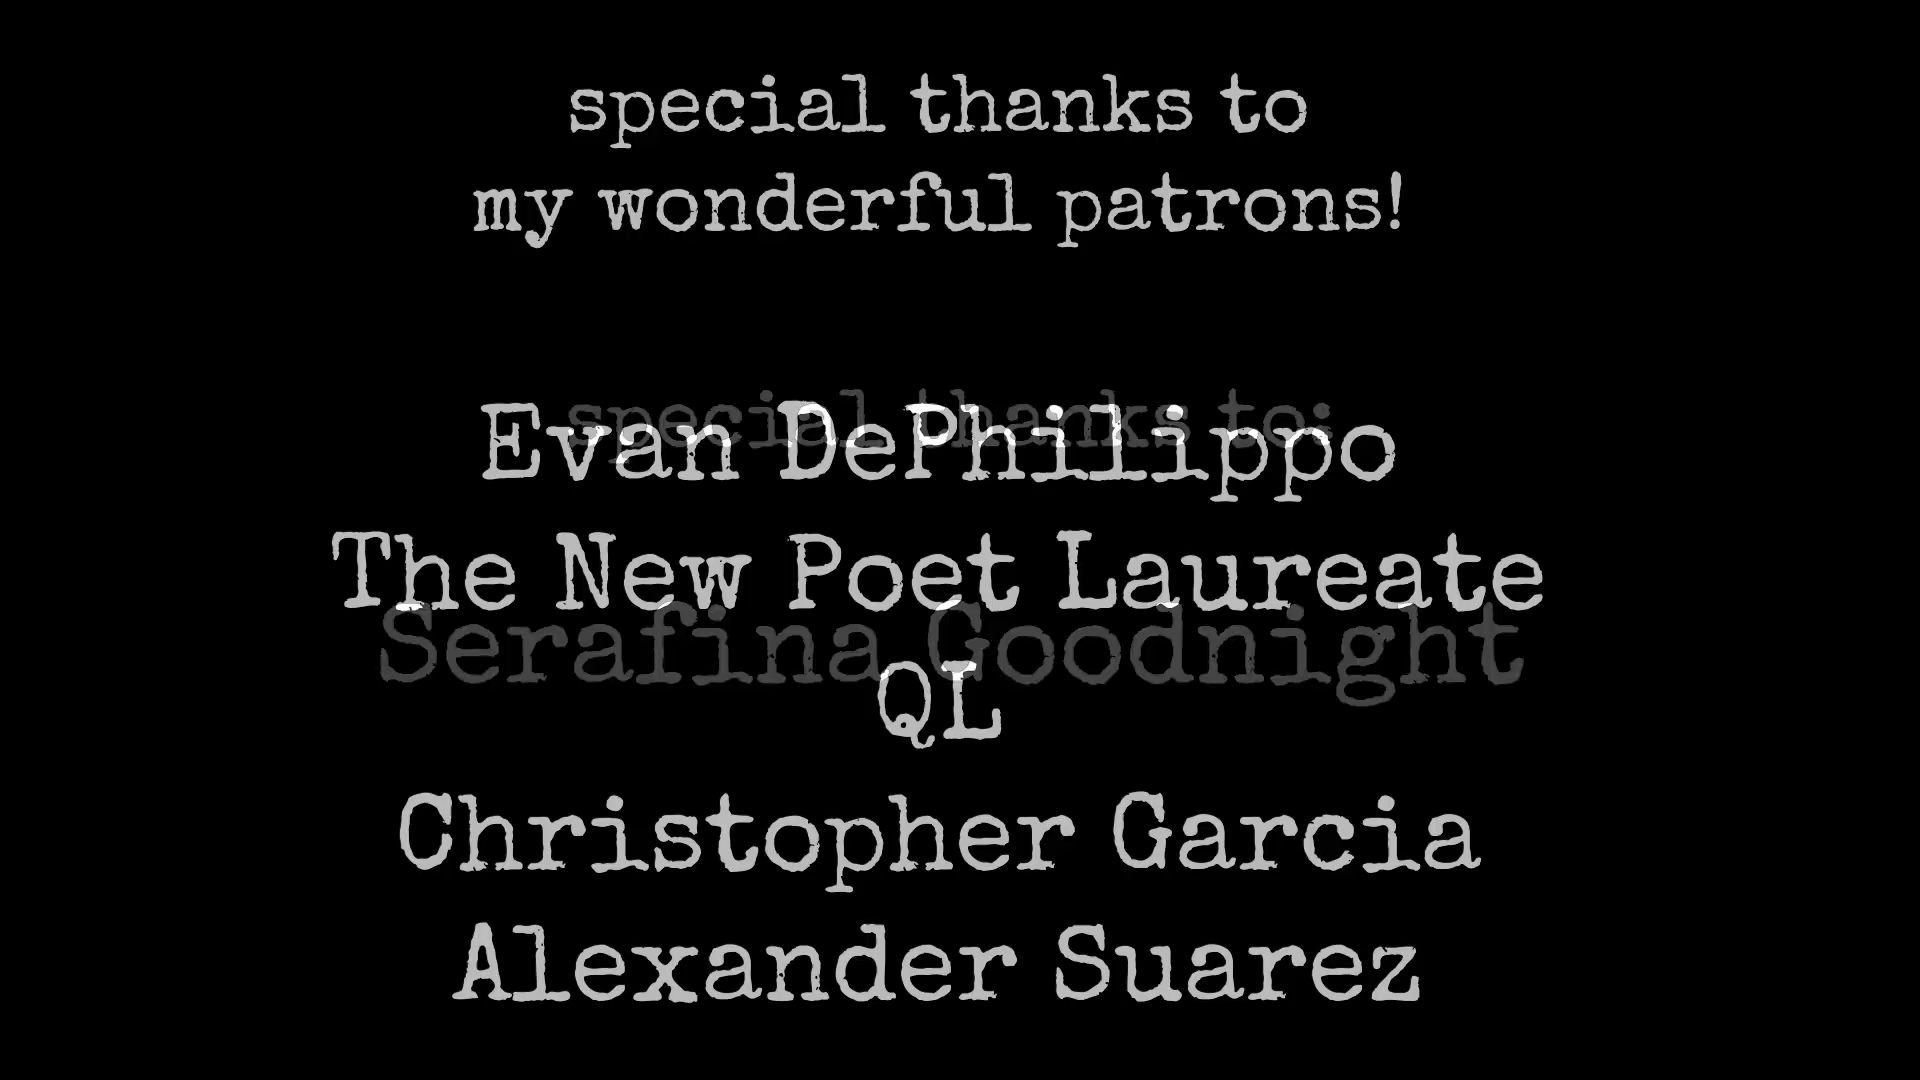 special thanks to
my wonderful patrons!
special thanks to:
Evan DePhilippo
The New Poet Laureate
Serafina Goodnight
QL
Christopher Garcia
Alexander Suarez